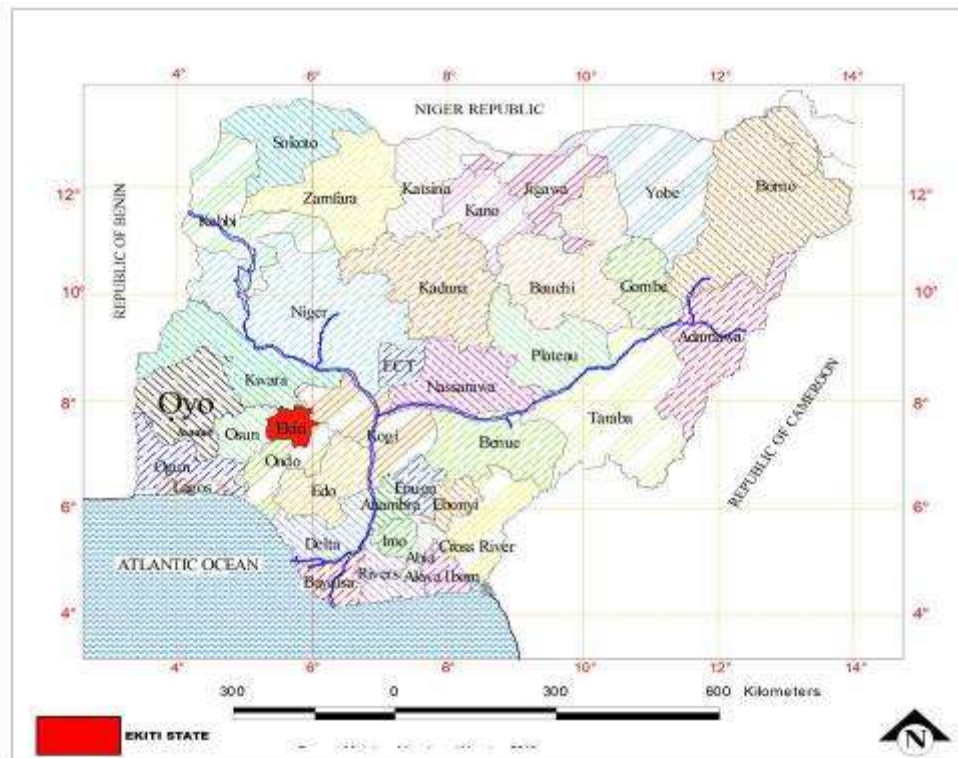 4° 6° 8° 10° 12° 14°
NIGER REPUBLIC
Sokoto
Zamfara
Katsina
Kano
Jigawa
Yobe
Borno
12° 12°
Kebbi
REPUBLIC OF BENIN
Kaduna
Bauchi
Gombe
10° 10°
Niger
Adamawa
Plateau
FCT
Nassarawa
Kwara
8° 8°
Oyo
Osun
Ekiti
Kogi
Benue
Taraba
REPUBLIC OF CAMEROON
Ogun
Lagos
Ondo
Edo
Enugu
Anambra
Ebonyi
6° 6°
Delta
Imo
Abia
Cross River
ATLANTIC OCEAN
Bayelsa
Rivers
Akwa Ibom
4° 4°
4° 6° 8° 10° 12° 14°
300 0 300 600 Kilometers
EKITI STATE
N